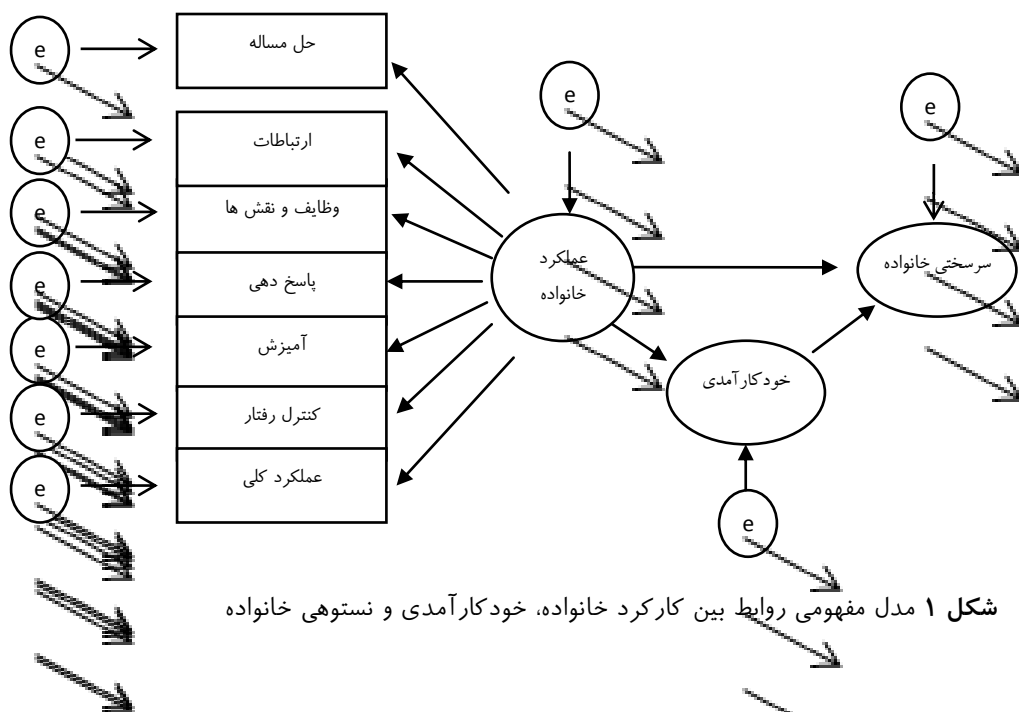 e
حل مساله
e
ارتباطات
e
وظایف و نقش ها
e
پاسخ دهی
e
آمیزش
e
کنترل رفتار
e
عملکرد کلی
e
عملکرد
خانواده
e
سرسختی خانواده
خودکارآمدی
e
شکل ۱ مدل مفهومی روابط بین کارکرد خانواده، خودکارآمدی و نستوهی خانواده